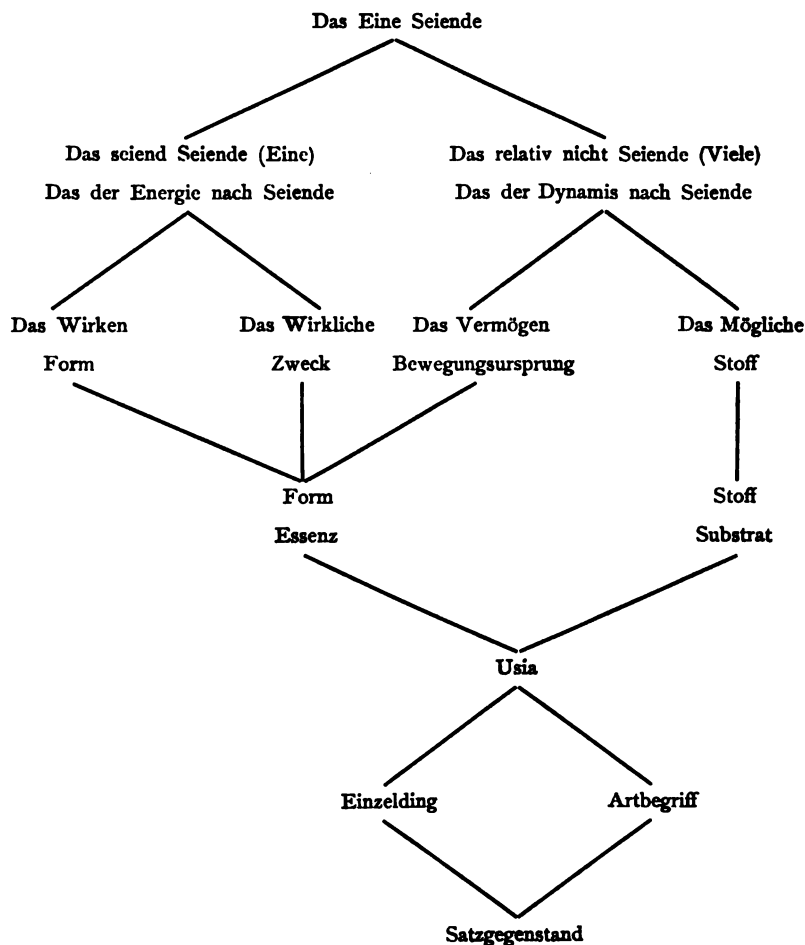 Das Eine Seiende
Das seiend Seiende (Eine) Das relativ nicht Seiende (Viele)
Das der Energie nach Seiende Das der Dynamis nach Seiende
Das Wirken Das Wirkliche Das Vermögen Das Mögliche
Form Zweck Bewegungsursprung Stoff
Form Stoff
Essenz Substrat
Usia
Einzelding Artbegriff
Satzgegenstand